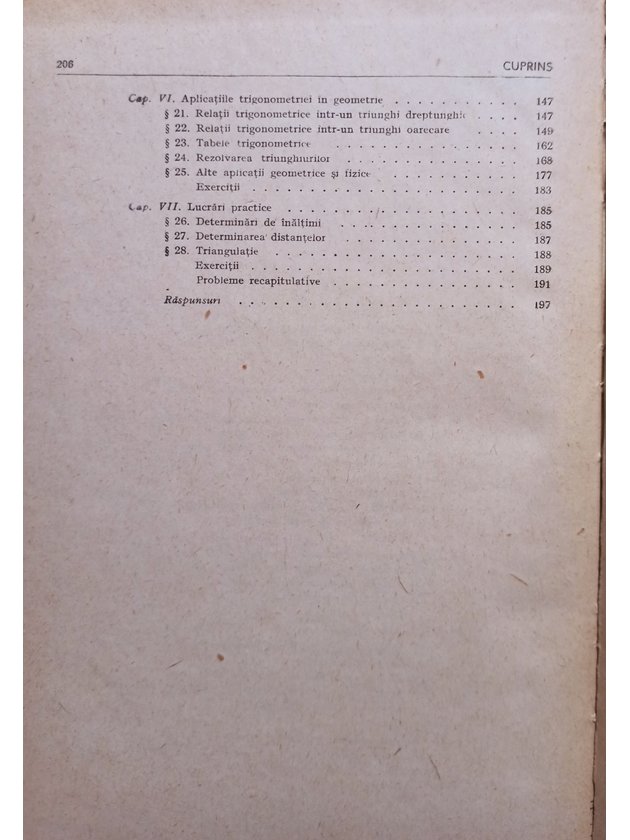 206 CUPRINS
Cap. VI. Aplicațiile trigonometriei în geometrie . . . . . . . . . . . 147
§ 21. Relații trigonometrice într-un triunghi dreptunghic . . . . 147
§ 22. Relații trigonometrice într-un triunghi oarecare . . . . . 149
§ 23. Tabele trigonometrice . . . . . . . . . . . . . . . 162
§ 24. Rezolvarea triunghiurilor . . . . . . . . . . . . . . 168
§ 25. Alte aplicații geometrice și fizice . . . . . . . . . . . 177
Exerciții . . . . . . . . . . . . . . . . . . . . . . 183
Cap. VII. Lucrări practice . . . . . . . . . . . . . . . . . . . 185
§ 26. Determinări de înălțimi . . . . . . . . . . . . . . . 185
§ 27. Determinarea distanțelor . . . . . . . . . . . . . . 187
§ 28. Triangulație . . . . . . . . . . . . . . . . . . . . 188
Exerciții . . . . . . . . . . . . . . . . . . . . . . 189
Probleme recapitulative . . . . . . . . . . . . . . . 191
Răspunsuri . . . . . . . . . . . . . . . . . . . . . . . 197